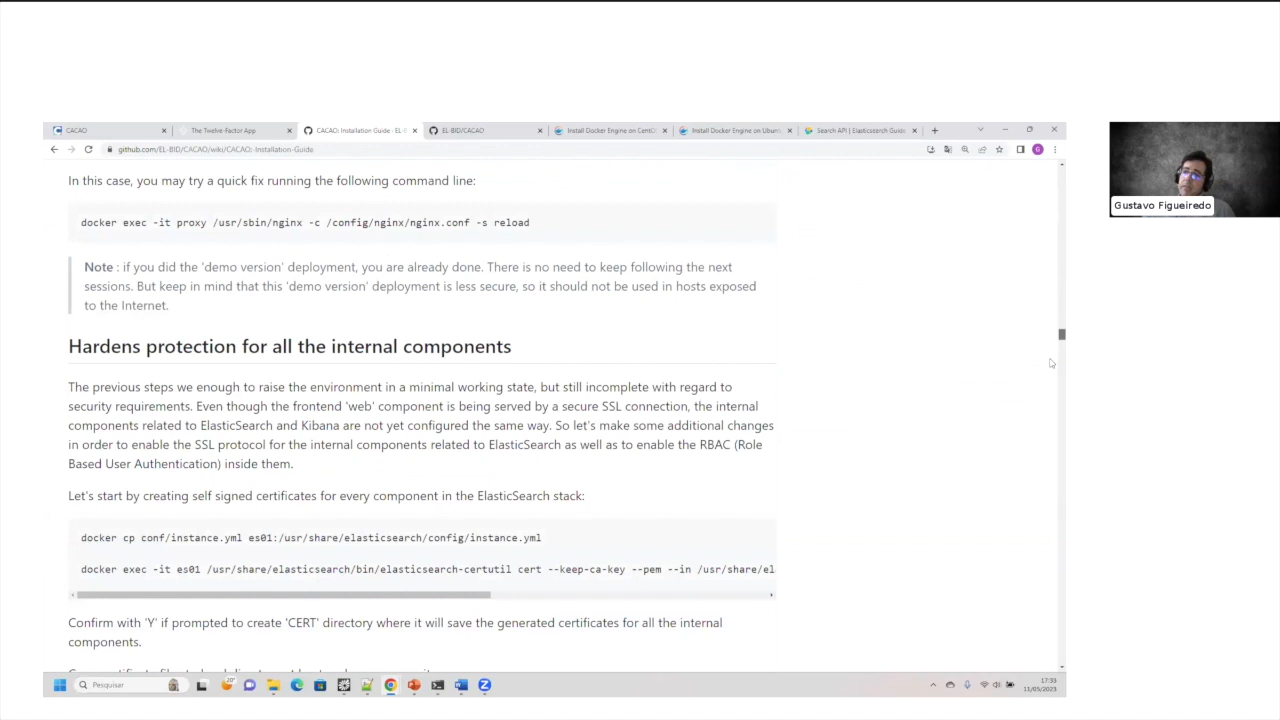 CACAO
The Twelve-Factor App
CACAO: Installation Guide · EL-B
EL-BID/CACAO
Install Docker Engine on CentOS
Install Docker Engine on Ubuntu
Search API | Elasticsearch Guide
github.com/EL-BID/CACAO/wiki/CACAO:-Installation-Guide
In this case, you may try a quick fix running the following command line:
docker exec -it proxy /usr/sbin/nginx -c /config/nginx/nginx.conf -s reload
Note : if you did the 'demo version' deployment, you are already done. There is no need to keep following the next
sessions. But keep in mind that this 'demo version' deployment is less secure, so it should not be used in hosts exposed
to the Internet.
Gustavo Figueiredo
Hardens protection for all the internal components
The previous steps we enough to raise the environment in a minimal working state, but still incomplete with regard to
security requirements. Even though the frontend 'web' component is being served by a secure SSL connection, the internal
components related to ElasticSearch and Kibana are not yet configured the same way. So let's make some additional changes
in order to enable the SSL protocol for the internal components related to ElasticSearch as well as to enable the RBAC (Role
Based User Authentication) inside them.
Let's start by creating self signed certificates for every component in the ElasticSearch stack:
docker cp conf/instance.yml es01:/usr/share/elasticsearch/config/instance.yml
docker exec -it es01 /usr/share/elasticsearch/bin/elasticsearch-certutil cert --keep-ca-key --pem --in /usr/share/el
Confirm with 'Y' if prompted to create 'CERT' directory where it will save the generated certificates for all the internal
components.
Pesquisar
20°
17:33
11/05/2023